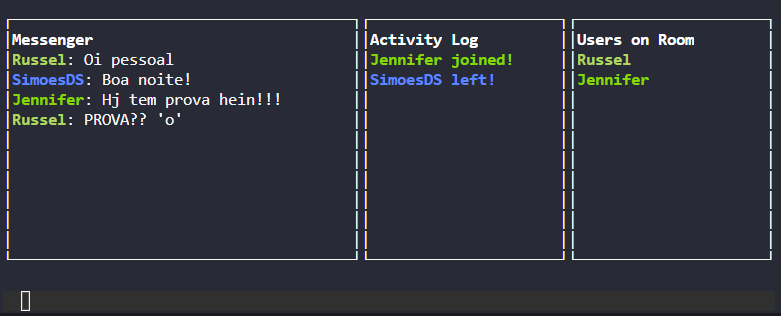 Messenger
Russel: Oi pessoal
SimoesDS: Boa noite!
Jennifer: Hj tem prova hein!!!
Russel: PROVA?? 'o'
Activity Log
Jennifer joined!
SimoesDS left!
Users on Room
Russel
Jennifer